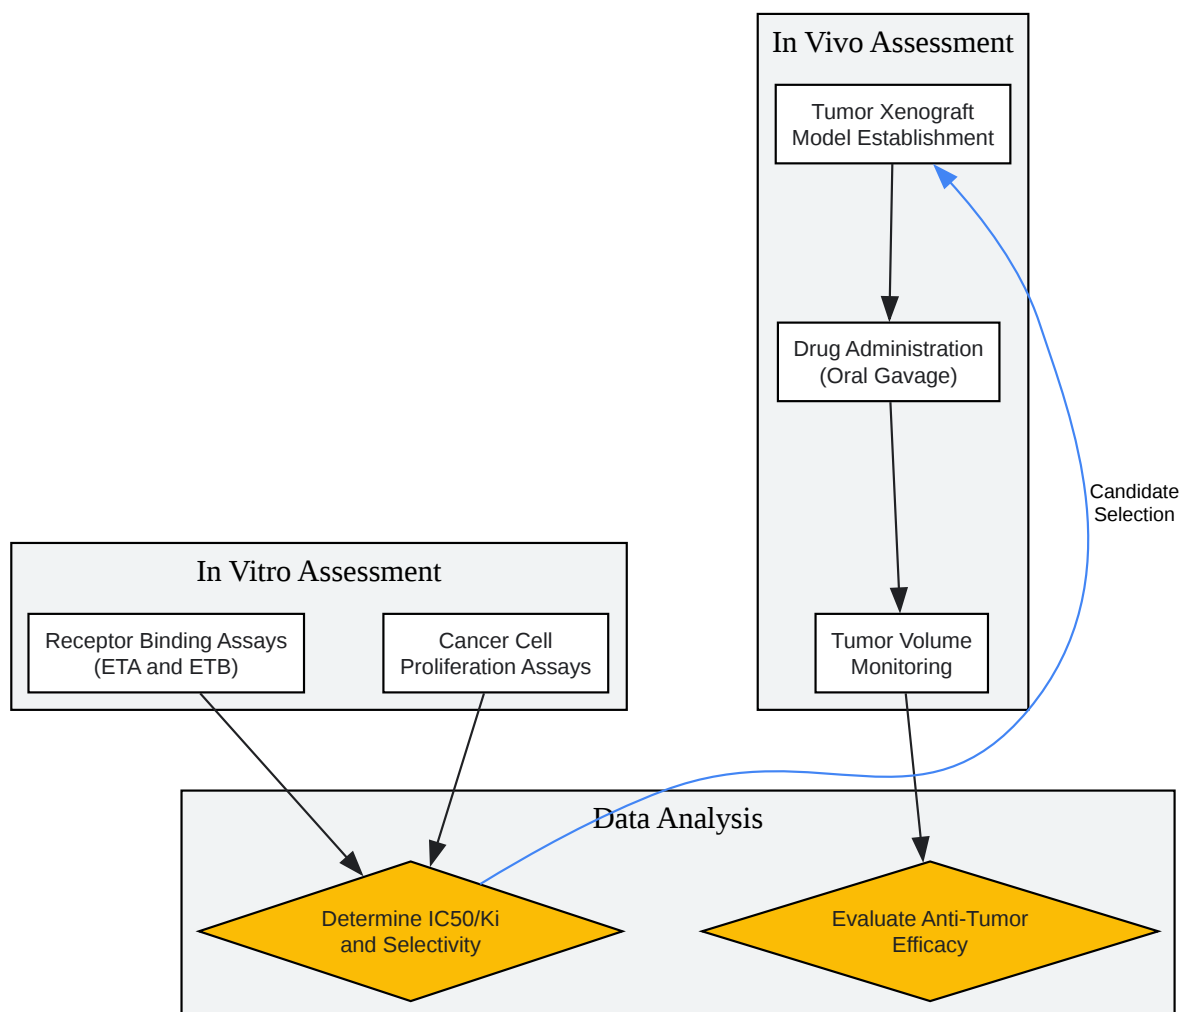 In Vivo Assessment
Tumor Xenograft
Model Establishment
Drug Administration
(Oral Gavage)
Candidate
Selection
In Vitro Assessment
Receptor Binding Assays
(ETA and ETB)
Cancer Cell
Proliferation Assays
Tumor Volume
Monitoring
Data Analysis
Determine IC50/Ki
and Selectivity
Evaluate Anti-Tumor
Efficacy